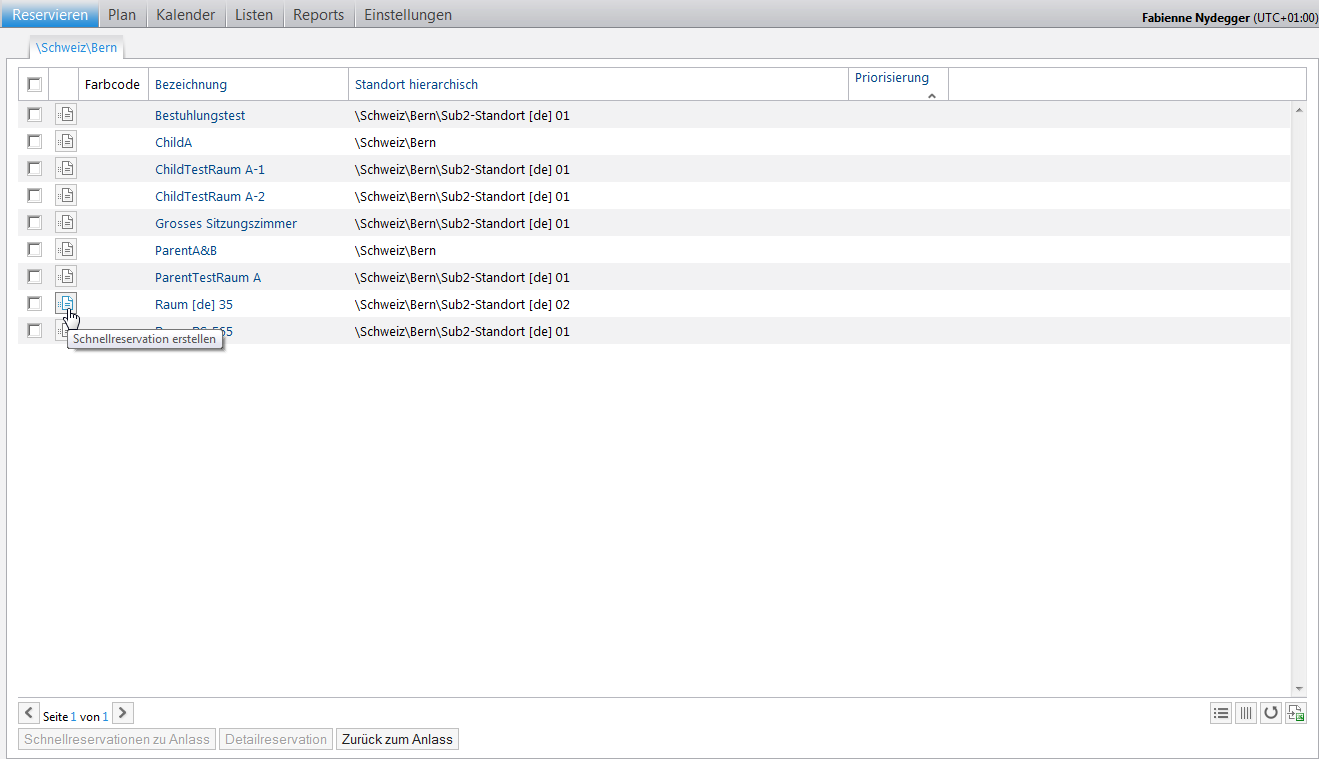 Reservieren Plan Kalender Listen Reports Einstellungen
Fabienne Nydegger (UTC+01:00)
\Schweiz\Bern
Farbcode Bezeichnung Standort hierarchisch Priorisierung
Bestuhlungstest \Schweiz\Bern\Sub2-Standort [de] 01
ChildA \Schweiz\Bern
ChildTestRaum A-1 \Schweiz\Bern\Sub2-Standort [de] 01
ChildTestRaum A-2 \Schweiz\Bern\Sub2-Standort [de] 01
Grosses Sitzungszimmer \Schweiz\Bern\Sub2-Standort [de] 01
ParentA&B \Schweiz\Bern
ParentTestRaum A \Schweiz\Bern\Sub2-Standort [de] 01
Raum [de] 35 \Schweiz\Bern\Sub2-Standort [de] 02
\Schweiz\Bern\Sub2-Standort [de] 01
Schnellreservation erstellen
Seite 1 von 1
Schnellreservationen zu Anlass Detailreservation Zurück zum Anlass